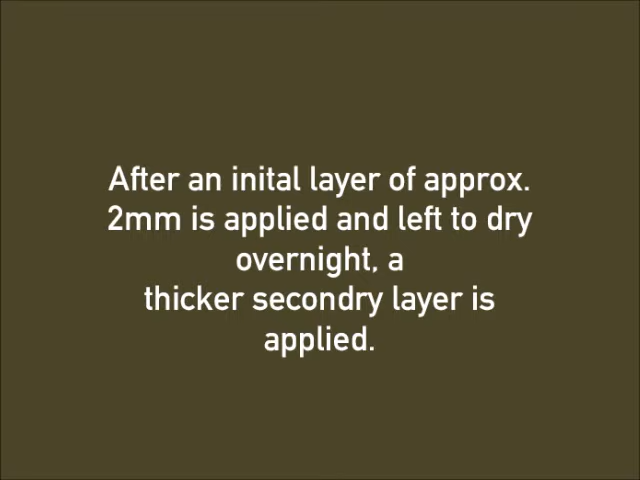 After an inital layer of approx.
2mm is applied and left to dry
overnight, a
thicker secondry layer is
applied.